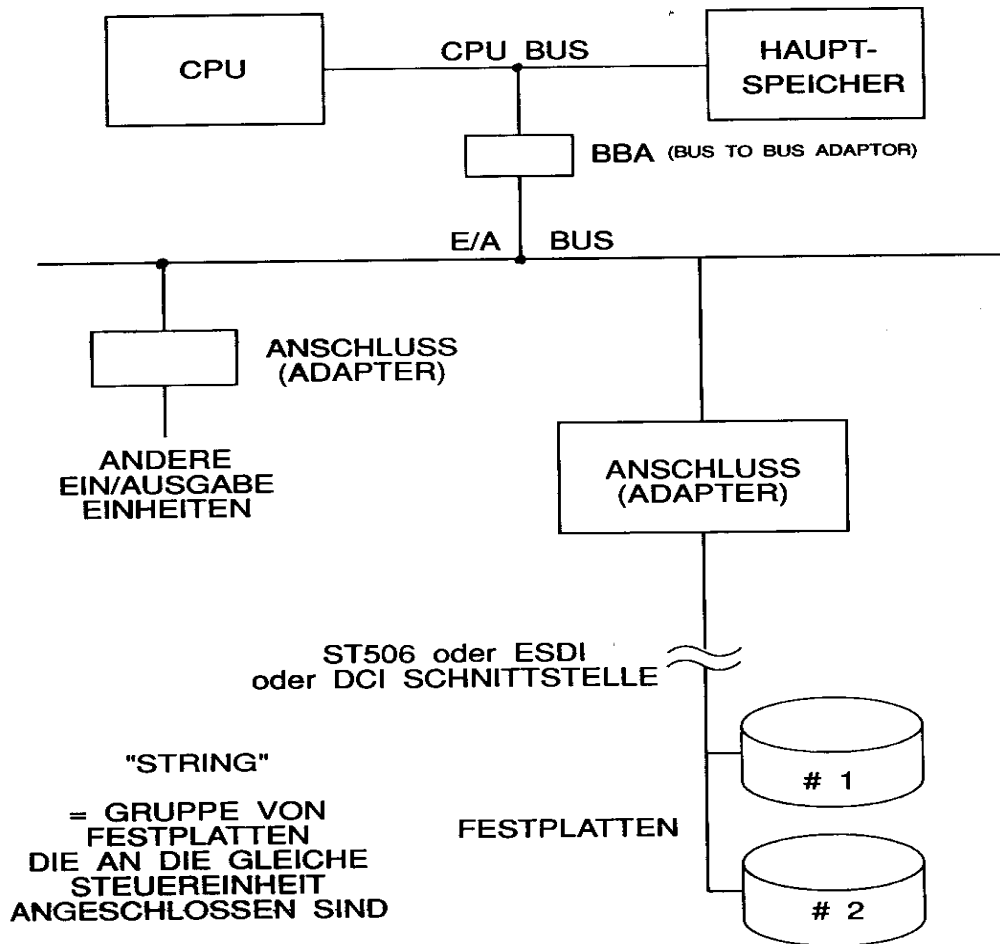 CPU
CPU BUS
HAUPT-
SPEICHER
BBA (BUS TO BUS ADAPTOR)
E/A BUS
ANSCHLUSS
(ADAPTER)
ANDERE
EIN/AUSGABE
EINHEITEN
ANSCHLUSS
(ADAPTER)
ST506 oder ESDI
oder DCI SCHNITTSTELLE
"STRING"
= GRUPPE VON
FESTPLATTEN
DIE AN DIE GLEICHE
STEUEREINHEIT
ANGESCHLOSSEN SIND
FESTPLATTEN
# 1
# 2